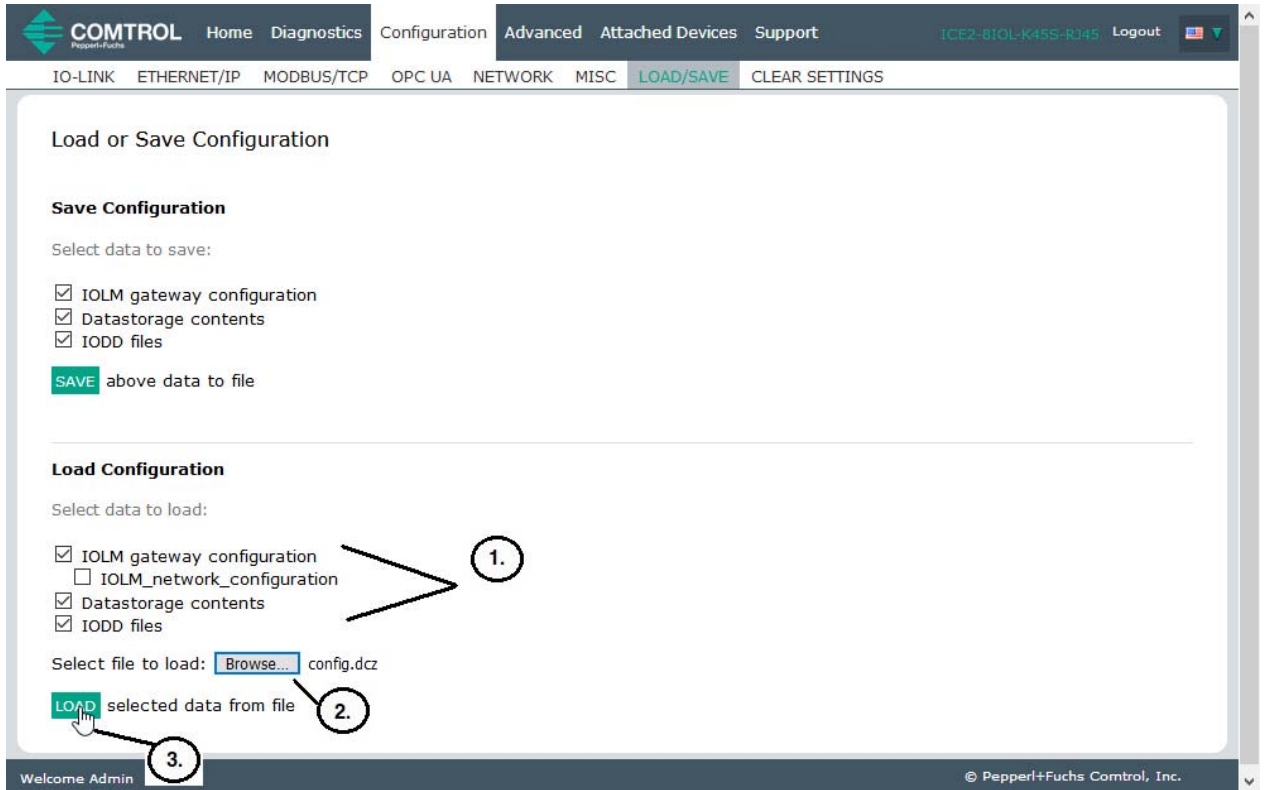 COMTROL Home Diagnostics Configuration Advanced Attached Devices Support ICE2-8IOL-K45S-RJ45 Logout
Pepperl+Fuchs
IO-LINK ETHERNET/IP MODBUS/TCP OPC UA NETWORK MISC LOAD/SAVE CLEAR SETTINGS
Load or Save Configuration
Save Configuration
Select data to save:
IOLM gateway configuration
Datastorage contents
IODD files
SAVE above data to file
Load Configuration
Select data to load:
IOLM gateway configuration
IOLM_network_configuration
Datastorage contents
IODD files
1.
Select file to load: Browse... config.dcz
LOAD selected data from file
2.
3.
Welcome Admin © Pepperl+Fuchs Comtrol, Inc.